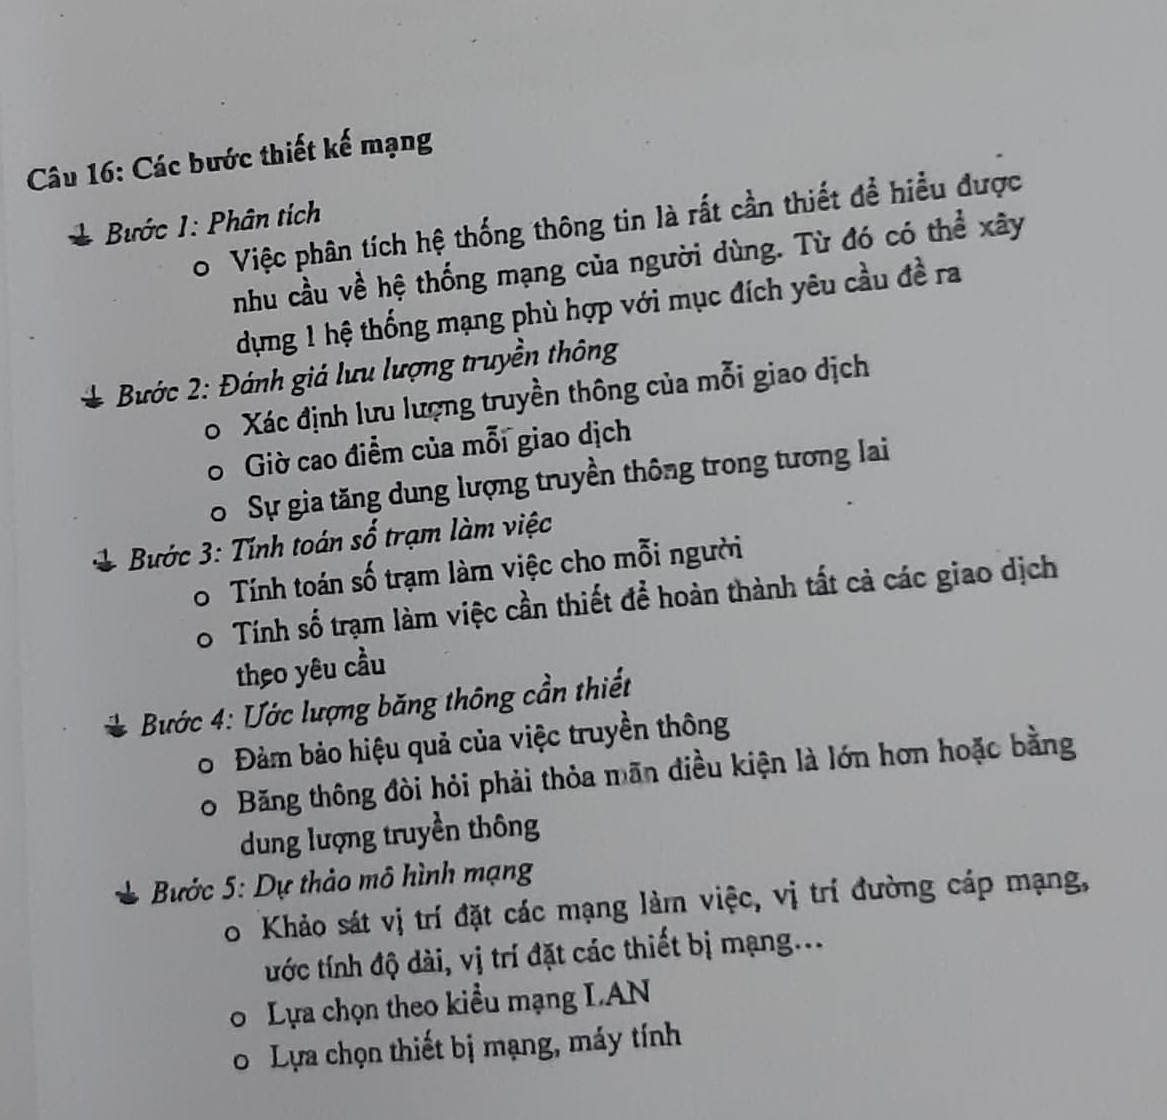 Câu 16: Các bước thiết kế mạng
Bước 1: Phân tích
o Việc phân tích hệ thống thông tin là rất cần thiết để hiểu được
nhu cầu về hệ thống mạng của người dùng. Từ đó có thể xây
dựng 1 hệ thống mạng phù hợp với mục đích yêu cầu đề ra
Bước 2: Đánh giá lưu lượng truyền thông
o Xác định lưu lượng truyền thông của mỗi giao dịch
o Giờ cao điểm của mỗi giao dịch
o Sự gia tăng dung lượng truyền thông trong tương lai
Bước 3: Tính toán số trạm làm việc
o Tính toán số trạm làm việc cho mỗi người
o Tính số trạm làm việc cần thiết để hoàn thành tất cả các giao dịch
theo yêu cầu
Bước 4: Ước lượng băng thông cần thiết
o Đảm bảo hiệu quả của việc truyền thông
o Băng thông đòi hỏi phải thỏa mãn điều kiện là lớn hơn hoặc bằng
dung lượng truyền thông
Bước 5: Dự thảo mô hình mạng
o Khảo sát vị trí đặt các mạng làm việc, vị trí đường cáp mạng,
ước tính độ dài, vị trí đặt các thiết bị mạng…
o Lựa chọn theo kiểu mạng LAN
o Lựa chọn thiết bị mạng, máy tính